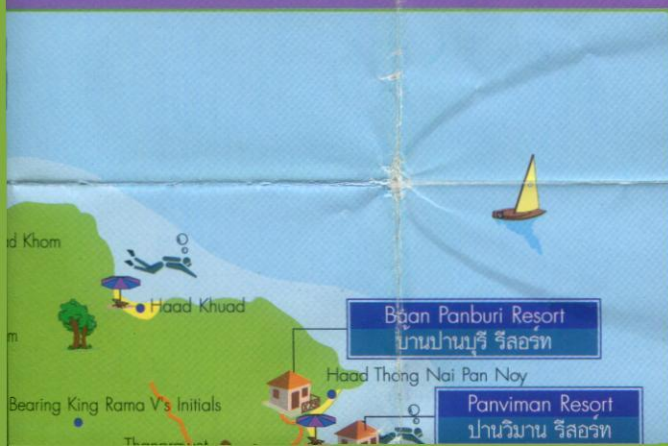 Khom
Haad Khuad
Baan Panburi Resort
บ้านปานบุรี รีสอร์ท
Haad Thong Nai Pan Noy
Bearing King Rama V's Initials
Panviman Resort
ปานวิมาน รีสอร์ท